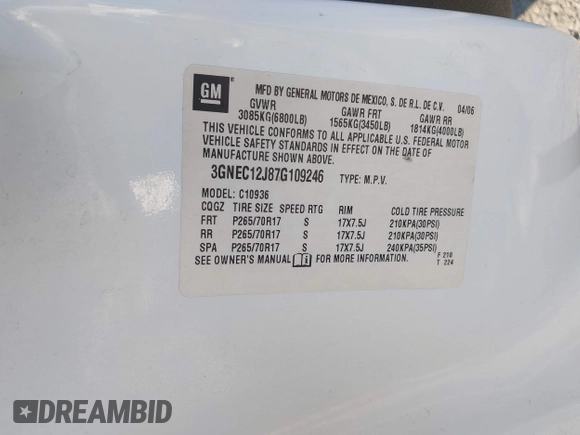 GM
MFD BY GENERAL MOTORS DE MEXICO, S. DE R.L. DE C.V. 04/06
GVWR GAWR FRT GAWR RR
3085KG(6800LB) 1565KG(3450LB) 1814KG(4000LB)
THIS VEHICLE CONFORMS TO ALL APPLICABLE U.S. FEDERAL MOTOR
VEHICLE SAFETY STANDARDS IN EFFECT ON THE DATE OF
MANUFACTURE SHOWN ABOVE.
3GNEC12J87G109246 TYPE: M.P.V.
MODEL: C10936
CQGZ TIRE SIZE SPEED RTG RIM COLD TIRE PRESSURE
FRT P265/70R17 S 17X7.5J 210KPA(30PSI)
RR P265/70R17 S 17X7.5J 210KPA(30PSI)
SPA P265/70R17 S 17X7.5J 240KPA(35PSI)
SEE OWNER'S MANUAL FOR MORE INFORMATION.
F 210
T 224
DREAMBID